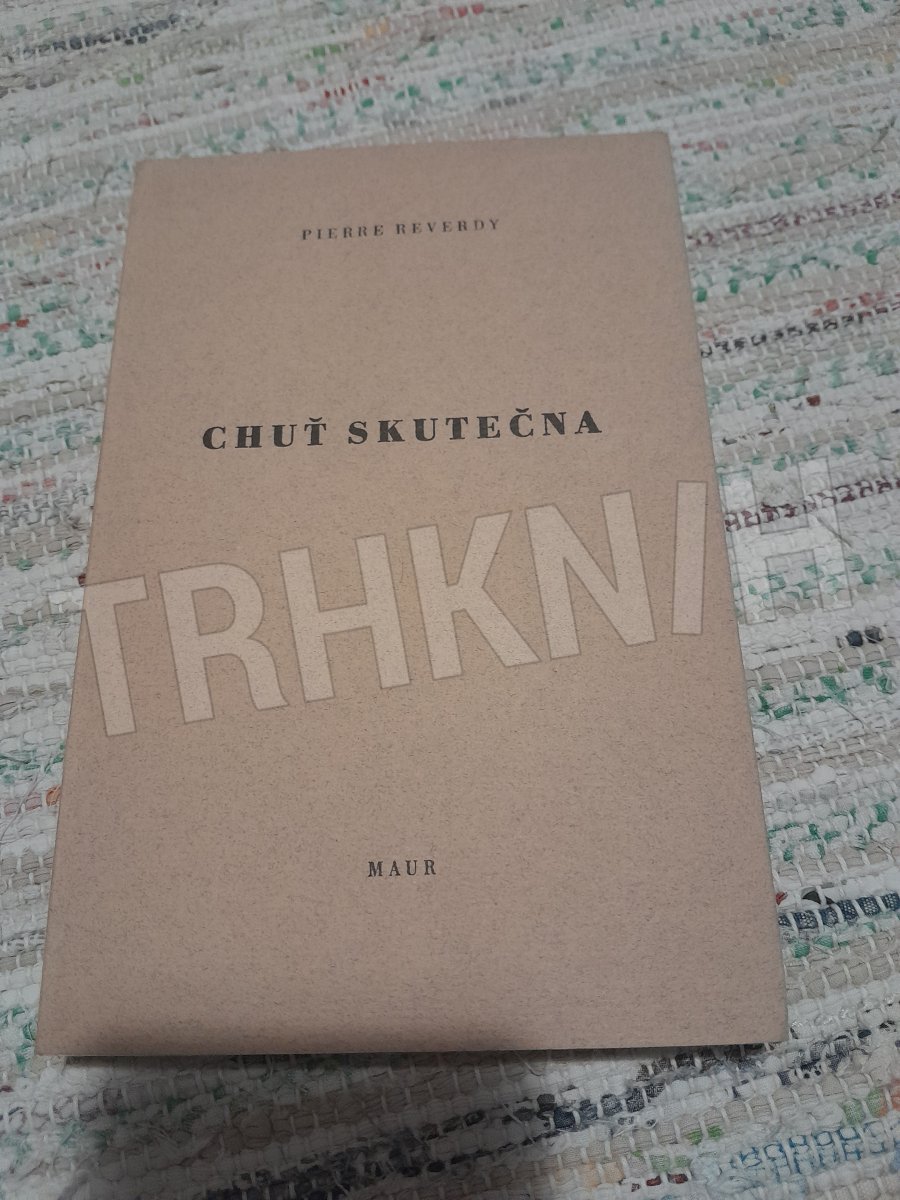 PIERRE REVERDY
CHUŤ SKUTEČNA
TRHKNIH
MAUR